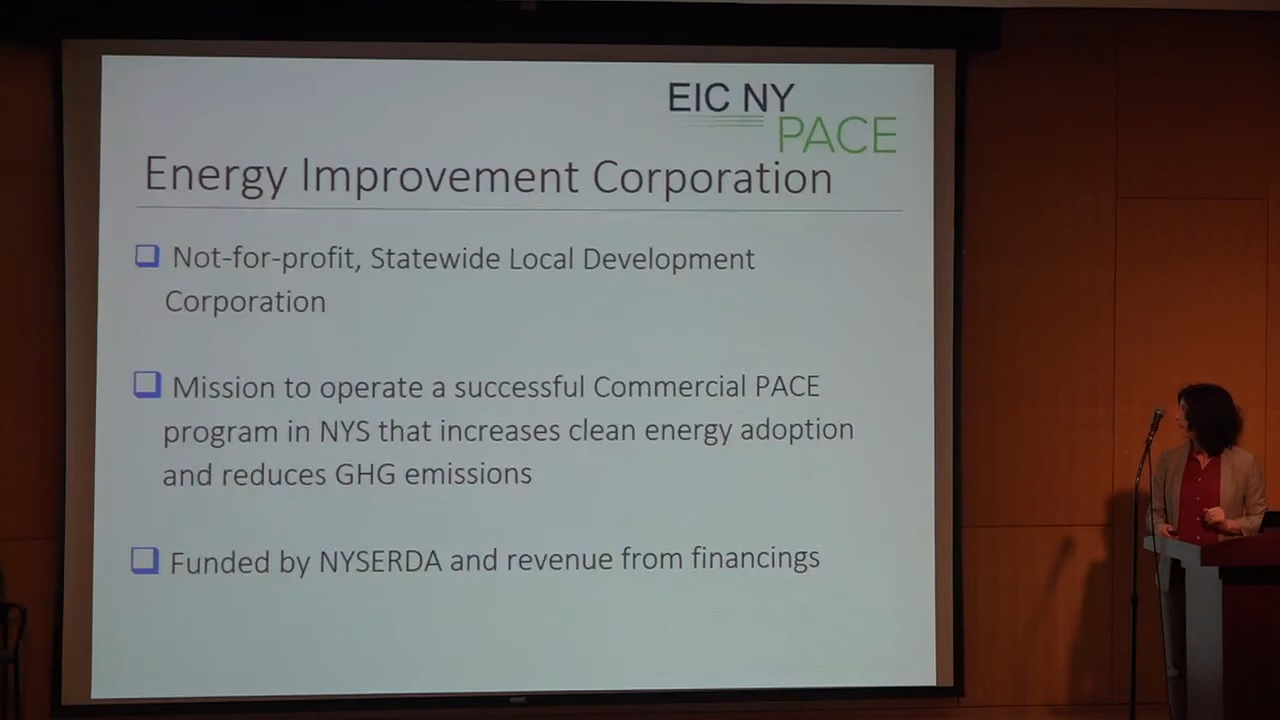 EIC NY
PACE
Energy Improvement Corporation
Not-for-profit, Statewide Local Development
Corporation
Mission to operate a successful Commercial PACE
program in NYS that increases clean energy adoption
and reduces GHG emissions
Funded by NYSERDA and revenue from financings